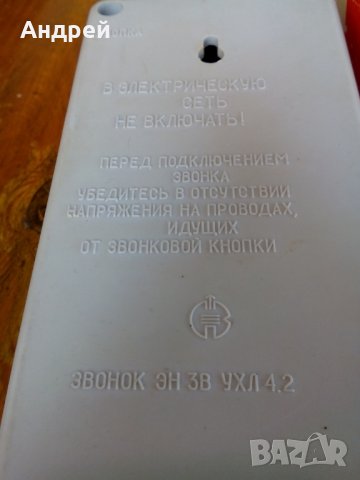 Андрей
В ЭЛЕКТРИЧЕСКУЮ
СЕТЬ
НЕ ВКЛЮЧАТЬ!
ПЕРЕД ПОДКЛЮЧЕНИЕМ
ЗВОНКА
УБЕДИТЕСЬ В ОТСУТСТВИИ
НАПРЯЖЕНИЯ НА ПРОВОДАХ,
ИДУЩИХ
ОТ ЗВОНКОВОЙ КНОПКИ
ЗВОНОК ЭН 3В УХЛ 4.2
BAZAR